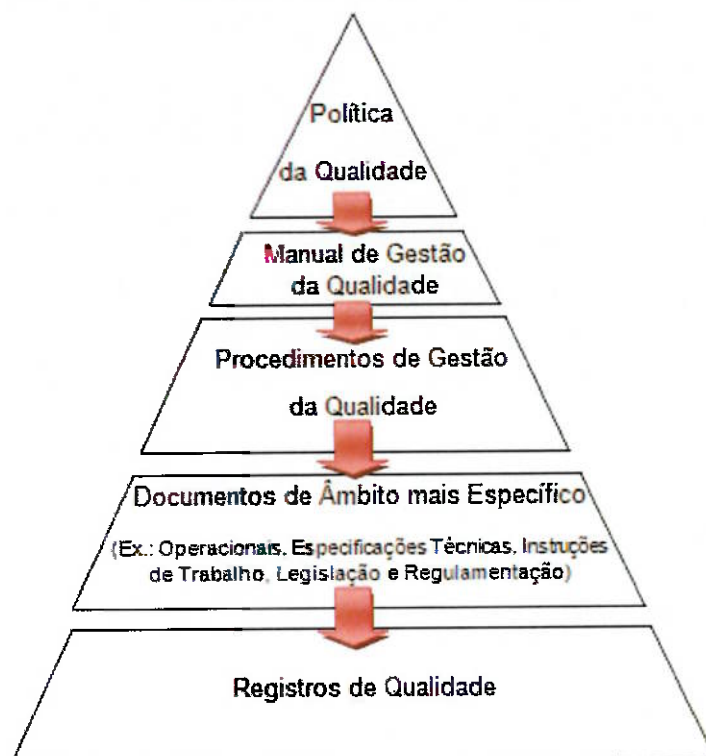 Política
da Qualidade
Manual de Gestão
da Qualidade
Procedimentos de Gestão
da Qualidade
Documentos de Âmbito mais Específico
(Ex.: Operacionais, Especificações Técnicas, Instruções
de Trabalho, Legislação e Regulamentação)
Registros de Qualidade